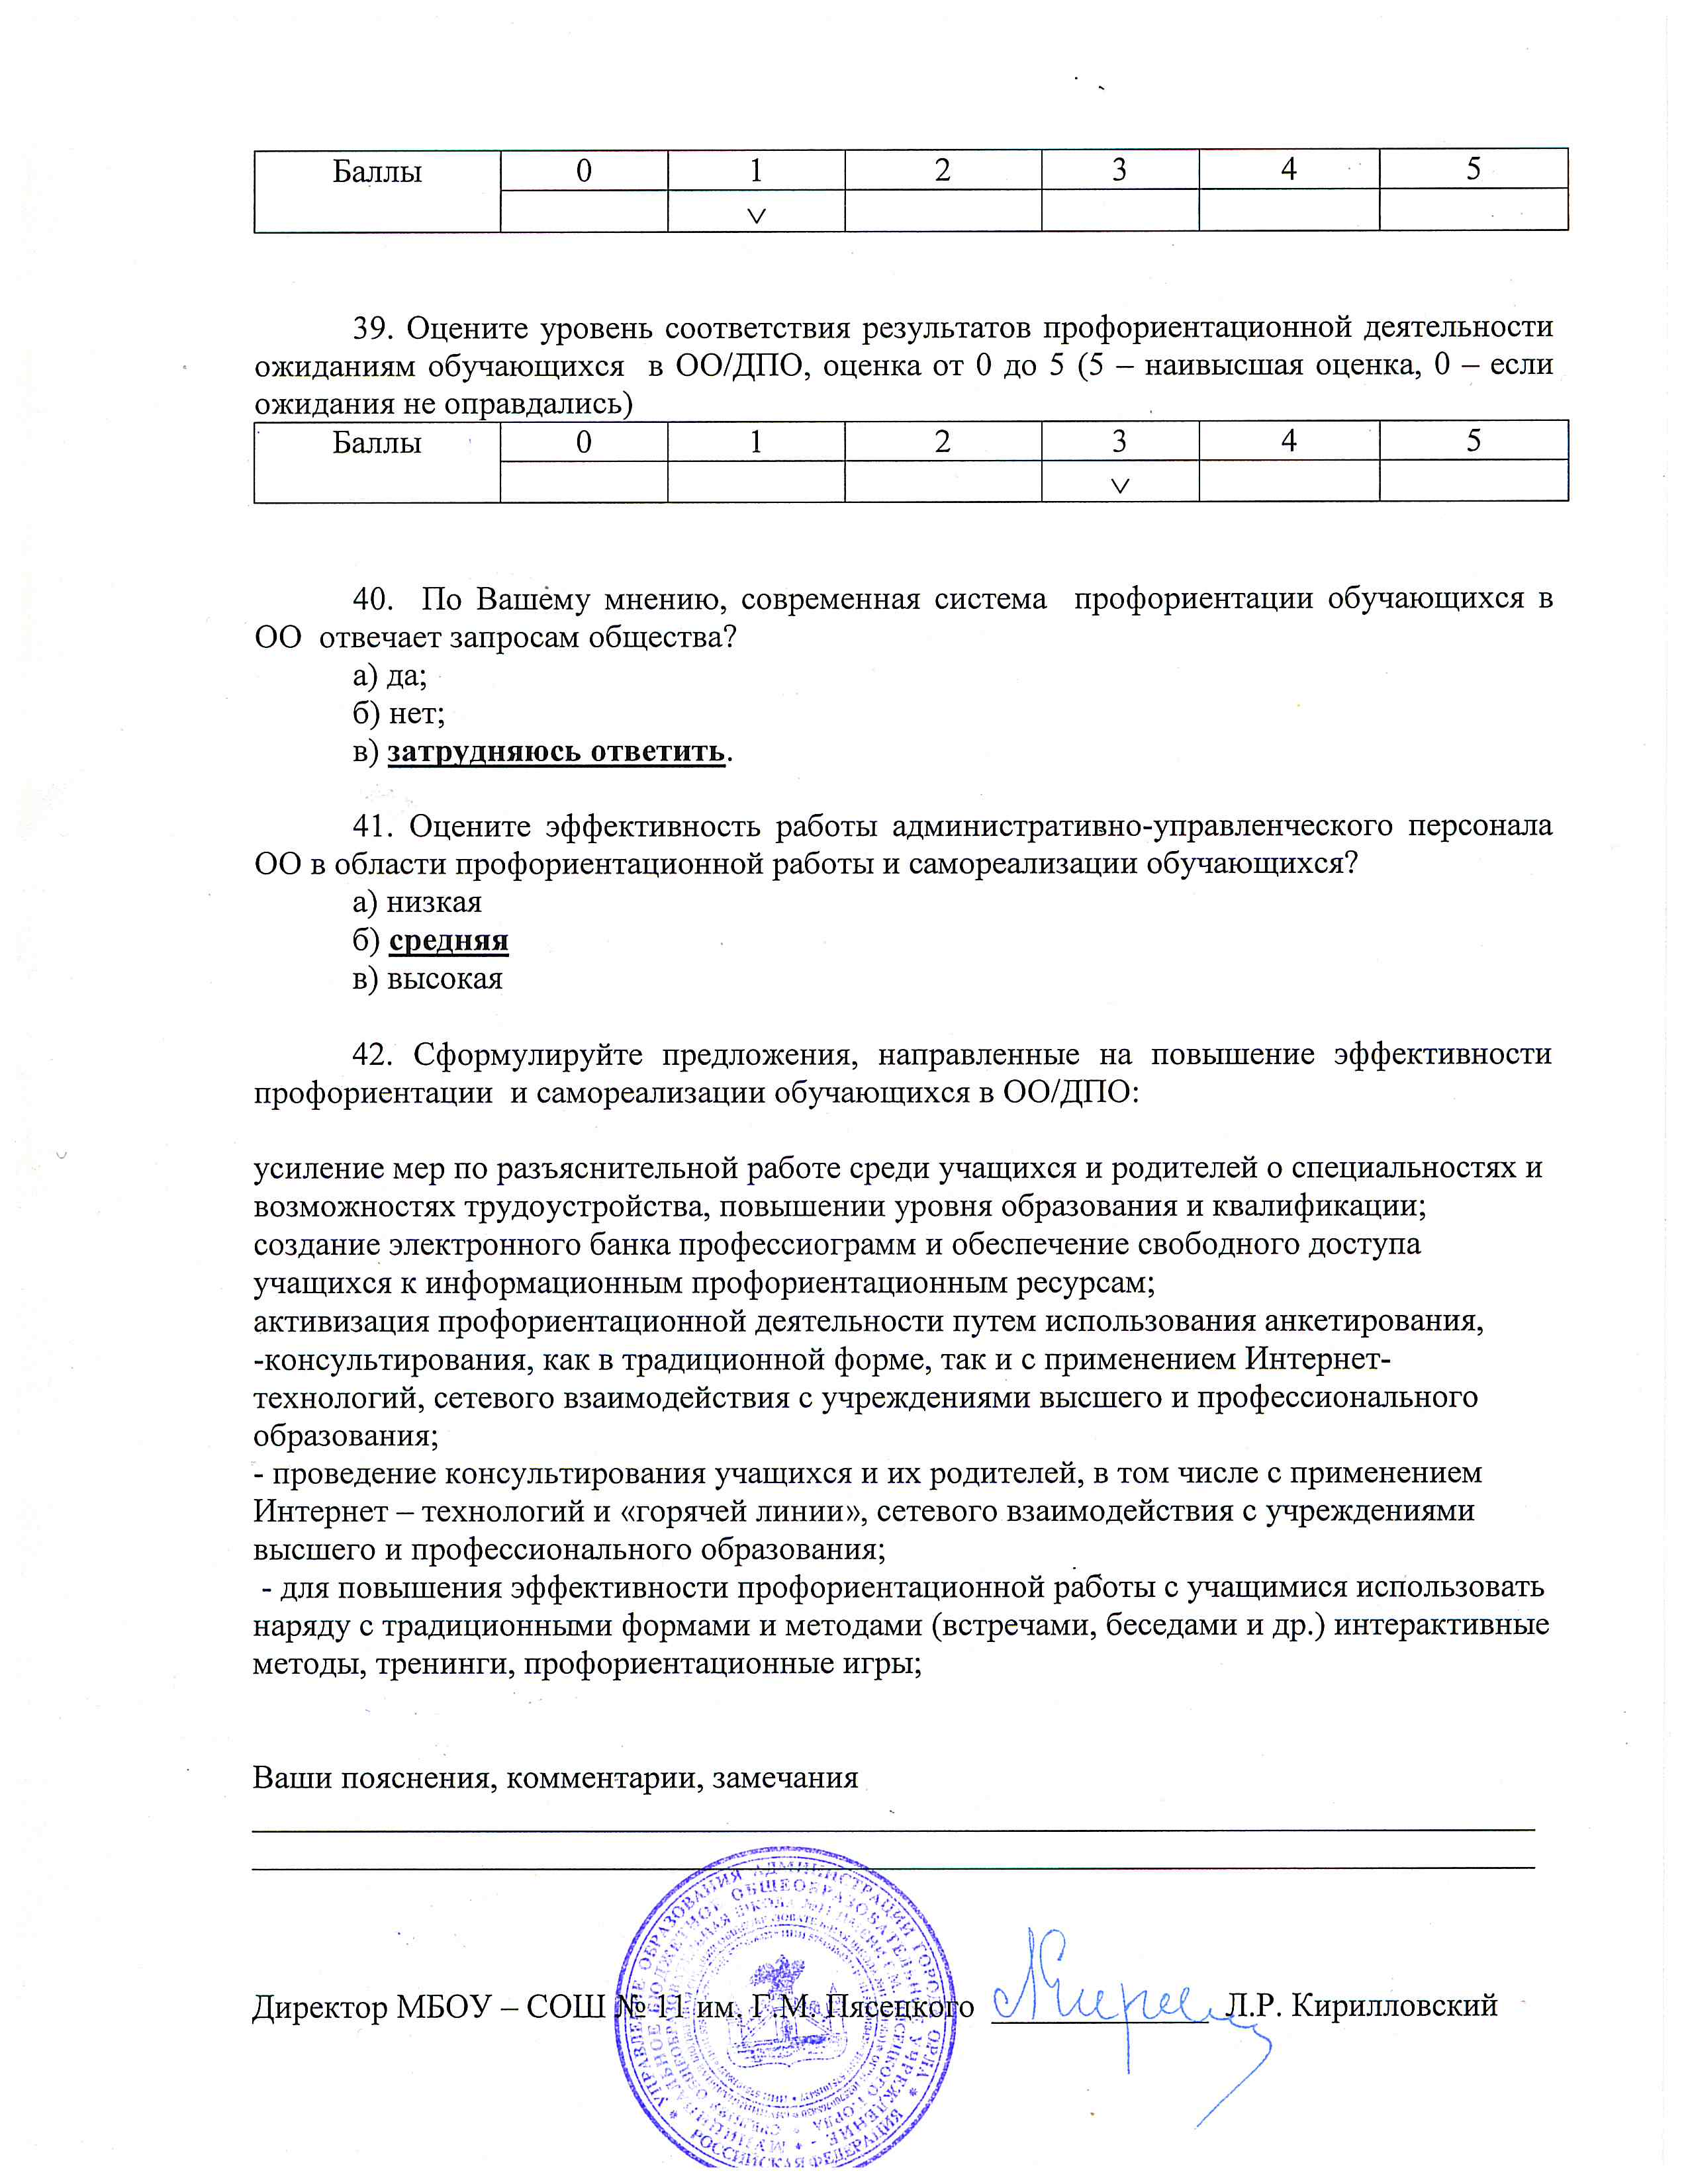 Баллы 0 1 2 3 4 5
∨
39. Оцените уровень соответствия результатов профориентационной деятельности
ожиданиям обучающихся в ОО/ДПО, оценка от 0 до 5 (5 – наивысшая оценка, 0 – если
ожидания не оправдались)
Баллы 0 1 2 3 4 5
∨
40. По Вашему мнению, современная система профориентации обучающихся в
ОО отвечает запросам общества?
а) да;
б) нет;
в) затрудняюсь ответить.
41. Оцените эффективность работы административно-управленческого персонала
ОО в области профориентационной работы и самореализации обучающихся?
а) низкая
б) средняя
в) высокая
42. Сформулируйте предложения, направленные на повышение эффективности
профориентации и самореализации обучающихся в ОО/ДПО:
усиление мер по разъяснительной работе среди учащихся и родителей о специальностях и
возможностях трудоустройства, повышении уровня образования и квалификации;
создание электронного банка профессиограмм и обеспечение свободного доступа
учащихся к информационным профориентационным ресурсам;
активизация профориентационной деятельности путем использования анкетирования,
-консультирования, как в традиционной форме, так и с применением Интернет-
технологий, сетевого взаимодействия с учреждениями высшего и профессионального
образования;
- проведение консультирования учащихся и их родителей, в том числе с применением
Интернет – технологий и «горячей линии», сетевого взаимодействия с учреждениями
высшего и профессионального образования;
- для повышения эффективности профориентационной работы с учащимися использовать
наряду с традиционными формами и методами (встречами, беседами и др.) интерактивные
методы, тренинги, профориентационные игры;
Ваши пояснения, комментарии, замечания
Директор МБОУ – СОШ № 11 им. Г.М. Пясецкого Л.Р. Кирилловский
УПРАВЛЕНИЕ ОБРАЗОВАНИЯ АДМИНИСТРАЦИИ ГОРОДА ОРЛА
РОССИЙСКАЯ ФЕДЕРАЦИЯ